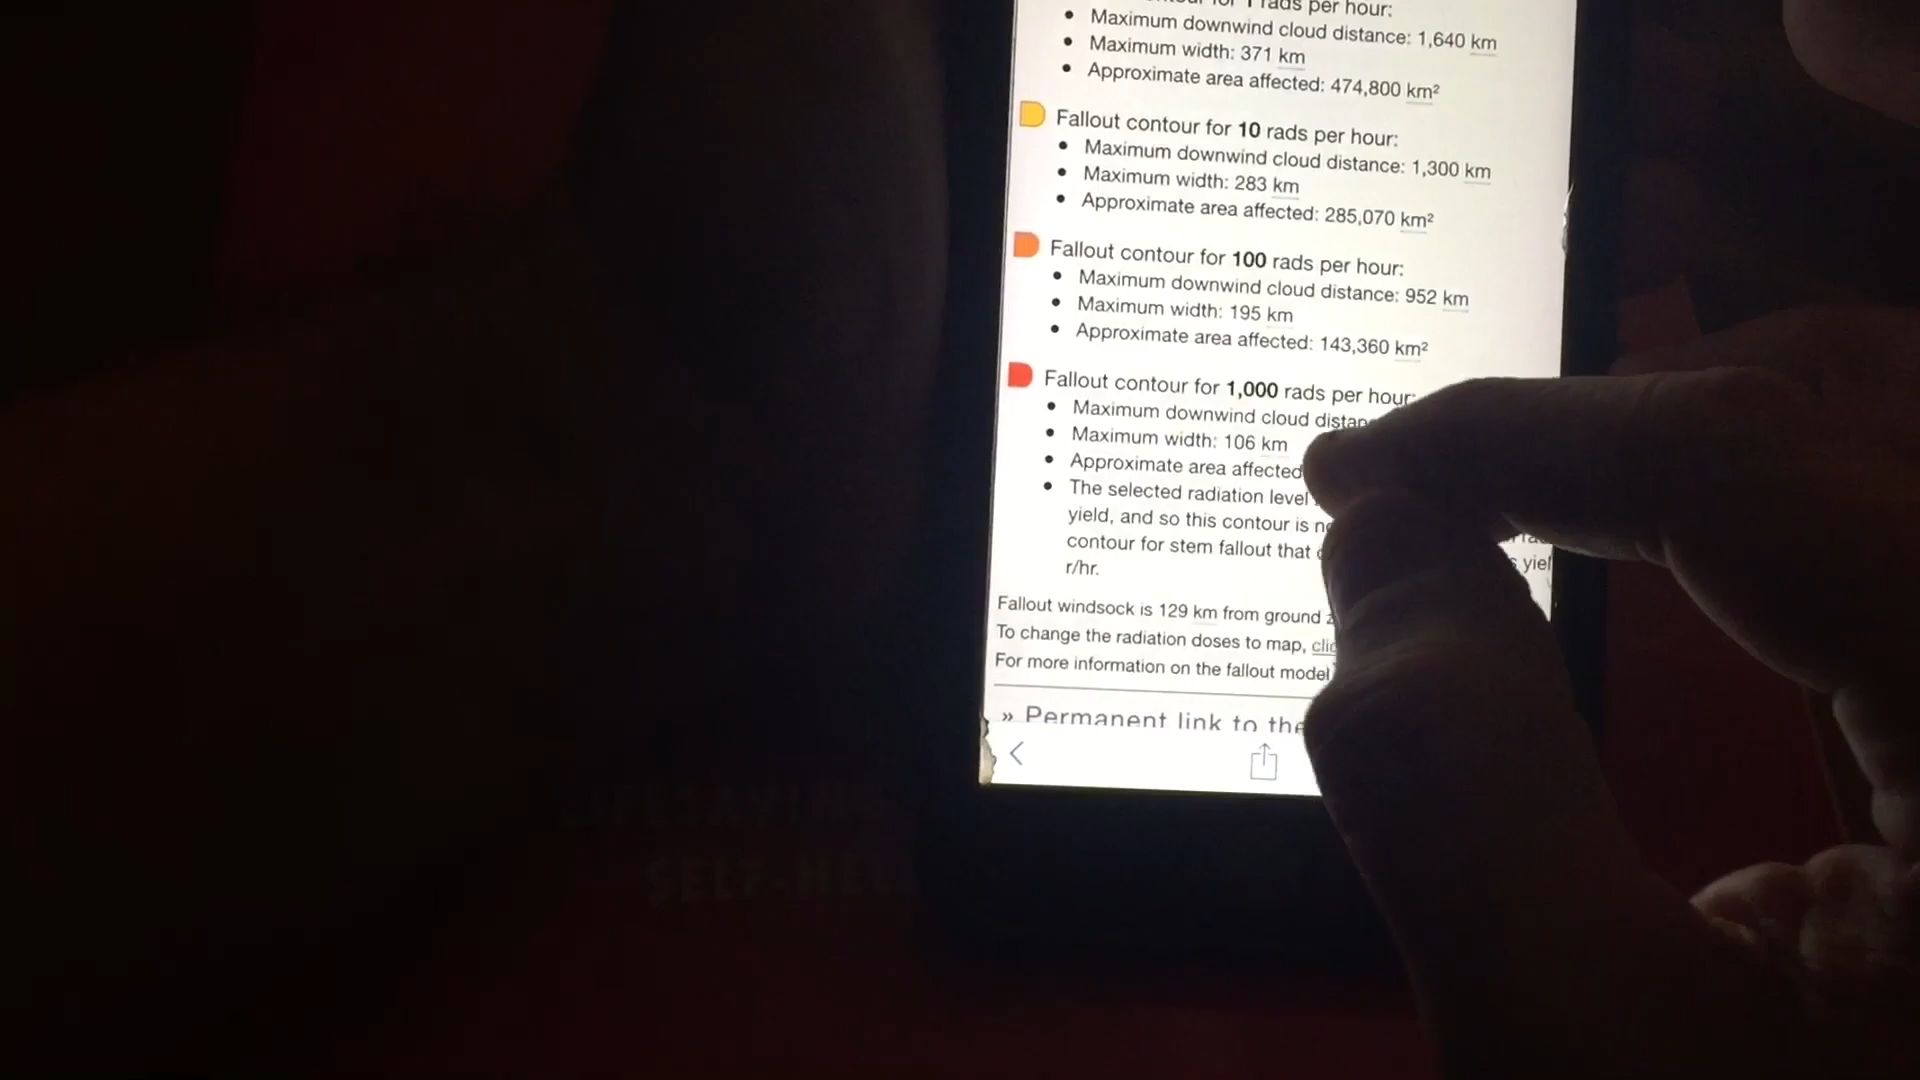 rads per hour:
Maximum downwind cloud distance: 1,640 km
Maximum width: 371 km
Approximate area affected: 474,800 km²
Fallout contour for 10 rads per hour:
Maximum downwind cloud distance: 1,300 km
Maximum width: 283 km
Approximate area affected: 285,070 km²
Fallout contour for 100 rads per hour:
Maximum downwind cloud distance: 952 km
Maximum width: 195 km
Approximate area affected: 143,360 km²
Fallout contour for 1,000 rads per hour:
Maximum downwind cloud
Maximum width: 106 km
Approximate area affected
The selected radiation level
yield, and so this contour is
contour for stem fallout that
r/hr.
Fallout windsock is 129 km from ground
To change the radiation doses to map,
For more information on the fallout model
» Permanent link to
SELF-HEL